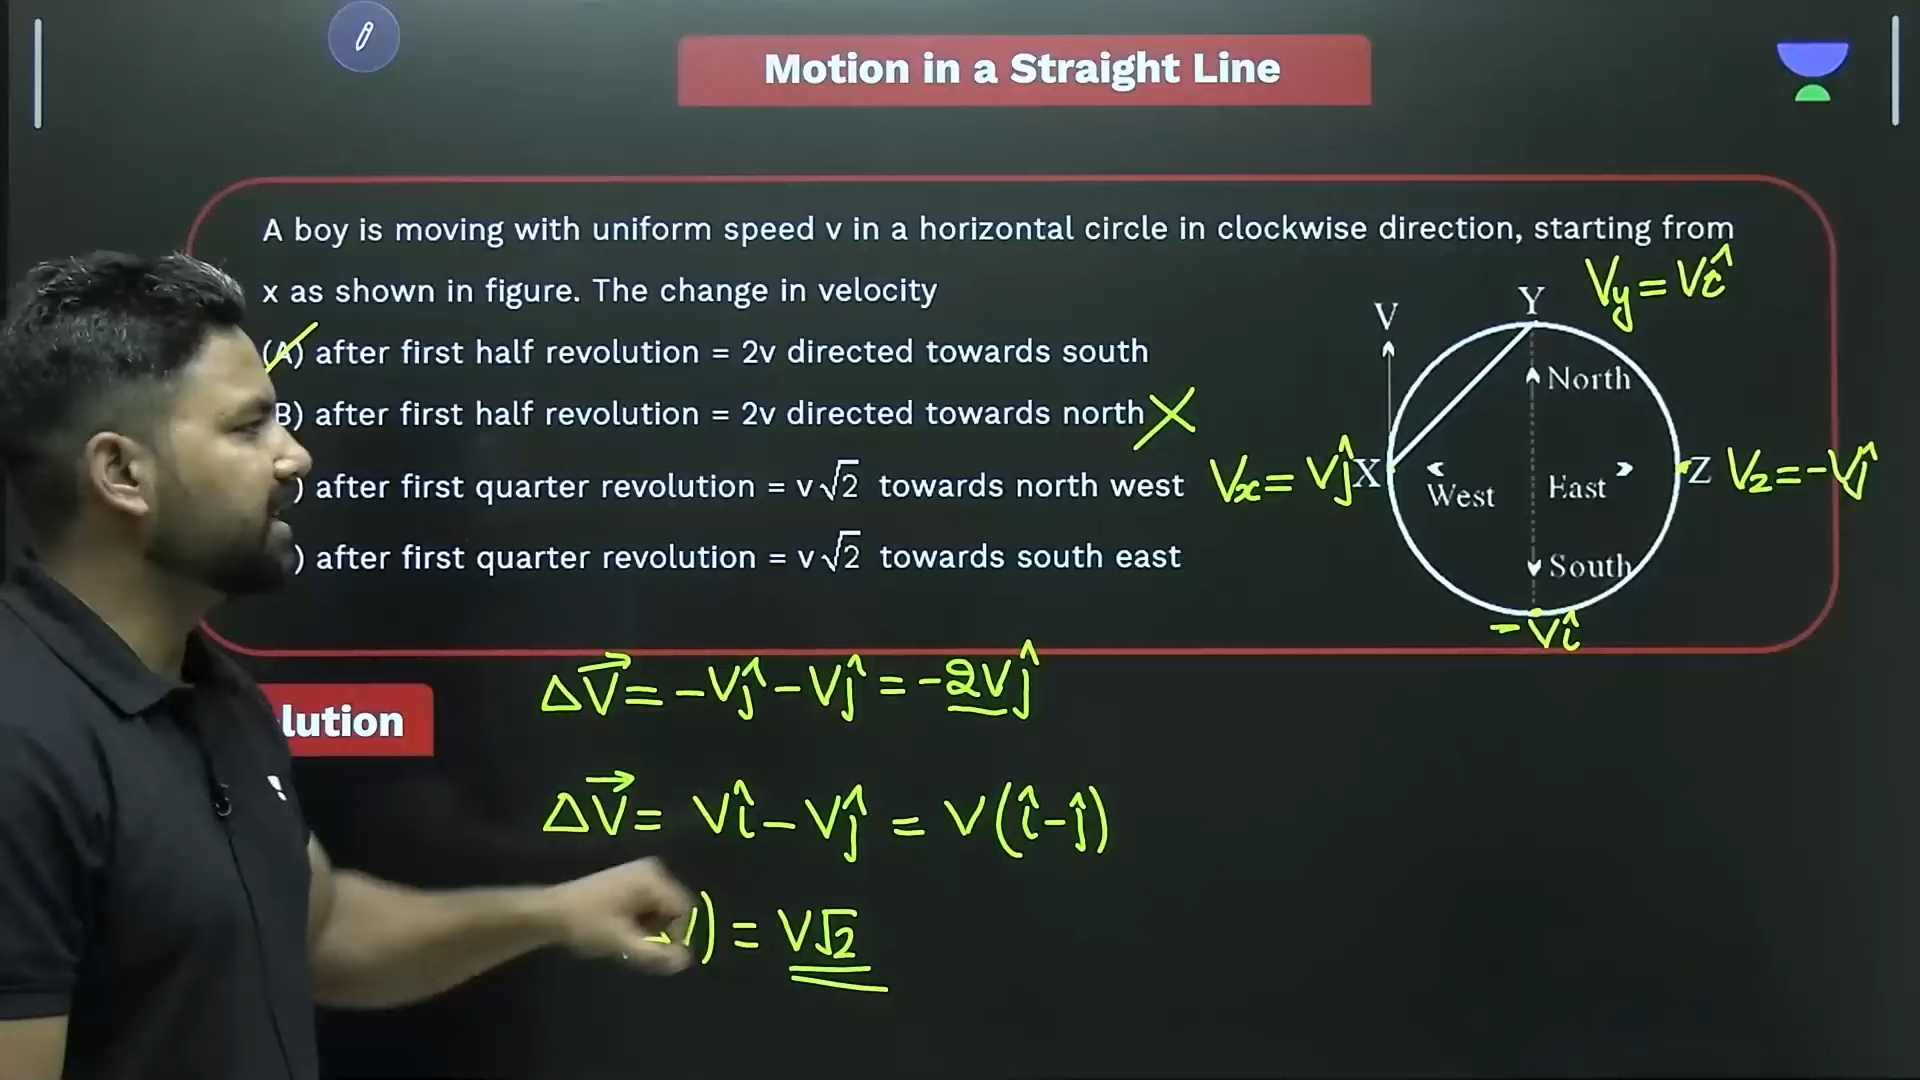 Motion in a Straight Line
A boy is moving with uniform speed v in a horizontal circle in clockwise direction, starting from
x as shown in figure. The change in velocity
(A) after first half revolution = 2v directed towards south
B) after first half revolution = 2v directed towards north
) after first quarter revolution = v√2 towards north west
) after first quarter revolution = v√2 towards south east
Vy = Vî
V
Y
North
Vx = Vĵ
X
West
East
Z
Vz = -Vĵ
South
-Vî
lution
ΔV⃗ = -Vĵ - Vĵ = -2Vĵ
ΔV⃗ = Vî - Vĵ = V(î - ĵ)
V) = V√2